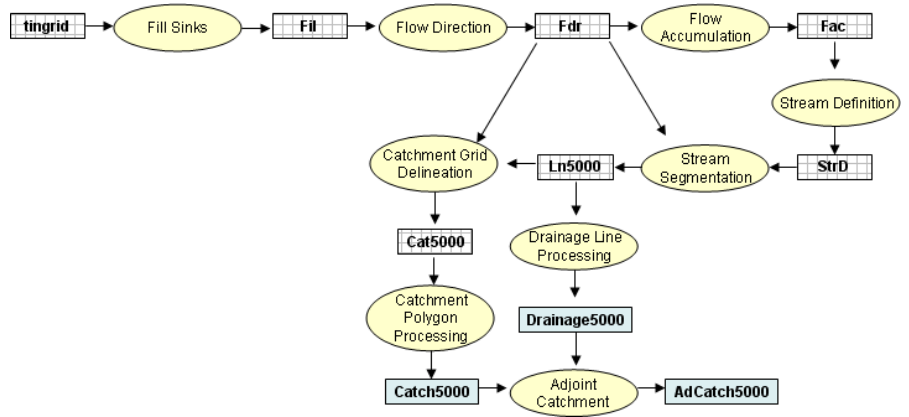 tingrid
Fill Sinks
Fil
Flow Direction
Fdr
Flow
Accumulation
Fac
Stream Definition
Catchment Grid
Delineation
Ln5000
Stream
Segmentation
StrD
Cat5000
Drainage Line
Processing
Catchment
Polygon
Processing
Drainage5000
Catch5000
Adjoint
Catchment
AdCatch5000